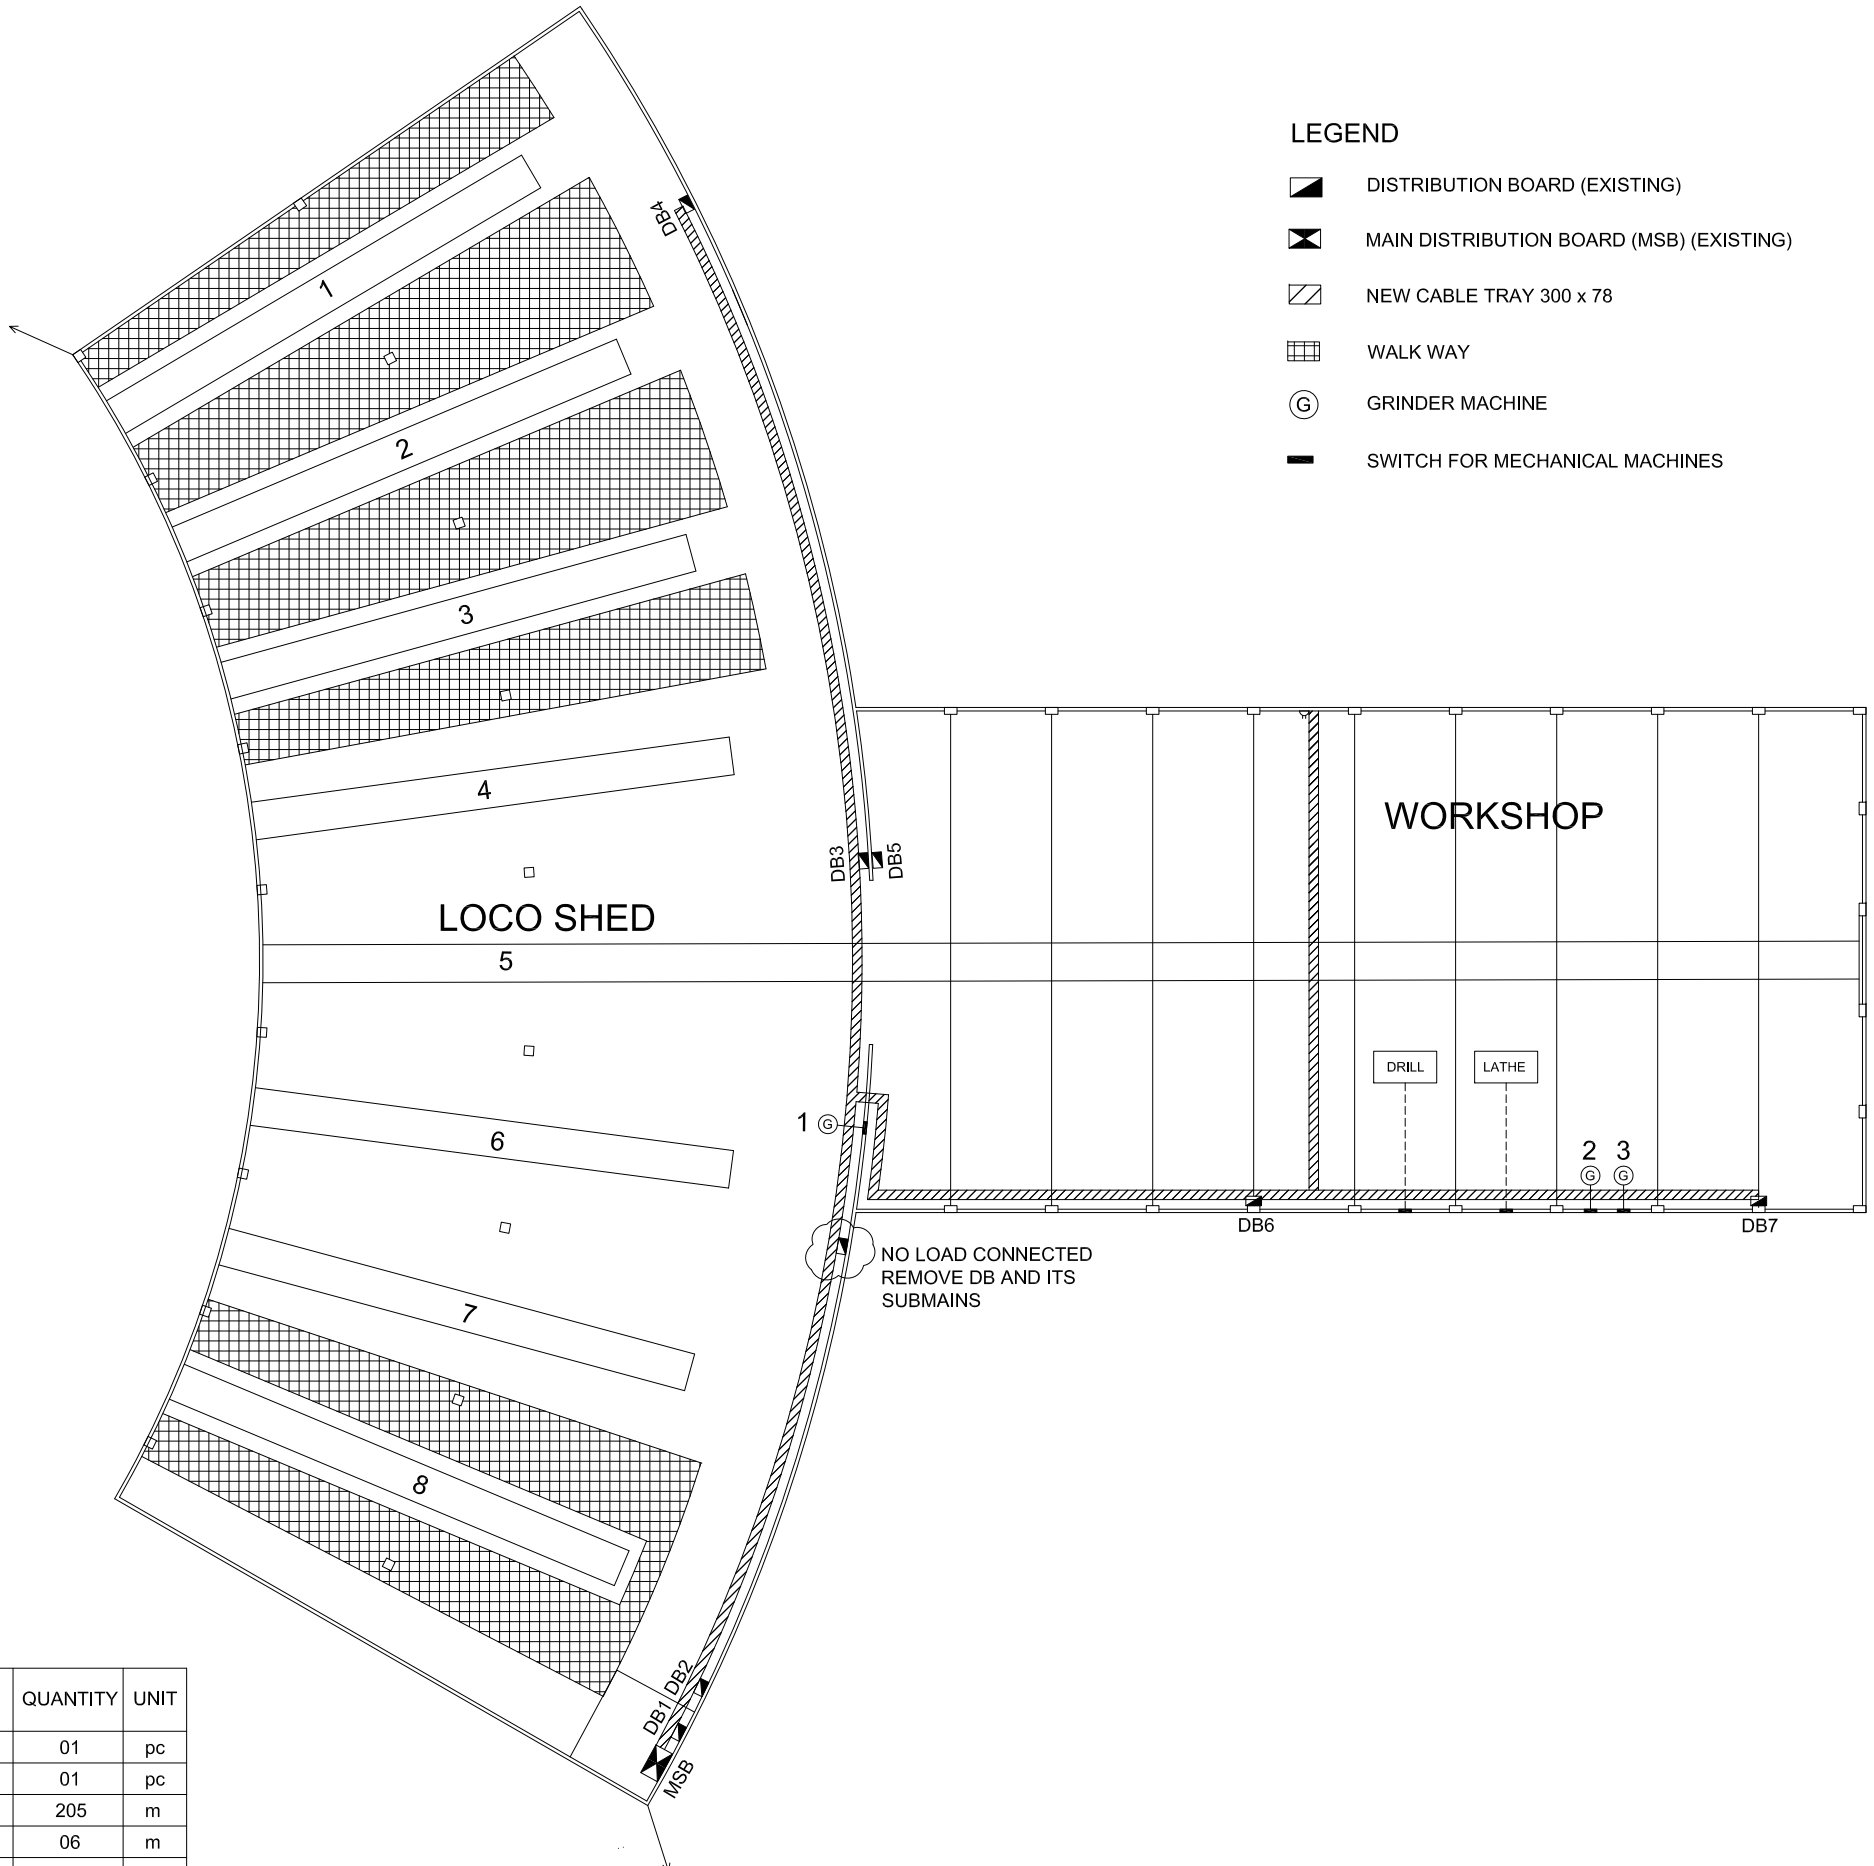 LEGEND
DISTRIBUTION BOARD (EXISTING)
MAIN DISTRIBUTION BOARD (MSB) (EXISTING)
NEW CABLE TRAY 300 x 78
WALK WAY
G GRINDER MACHINE
SWITCH FOR MECHANICAL MACHINES
DB4
1
2
3
4
DB3
DB5
WORKSHOP
LOCO SHED
5
DRILL
LATHE
6
1 G
2 3
G G
DB6
DB7
NO LOAD CONNECTED
REMOVE DB AND ITS
SUBMAINS
7
8
DB2
DB1
MSB
QUANTITY UNIT
01 pc
01 pc
205 m
06 m